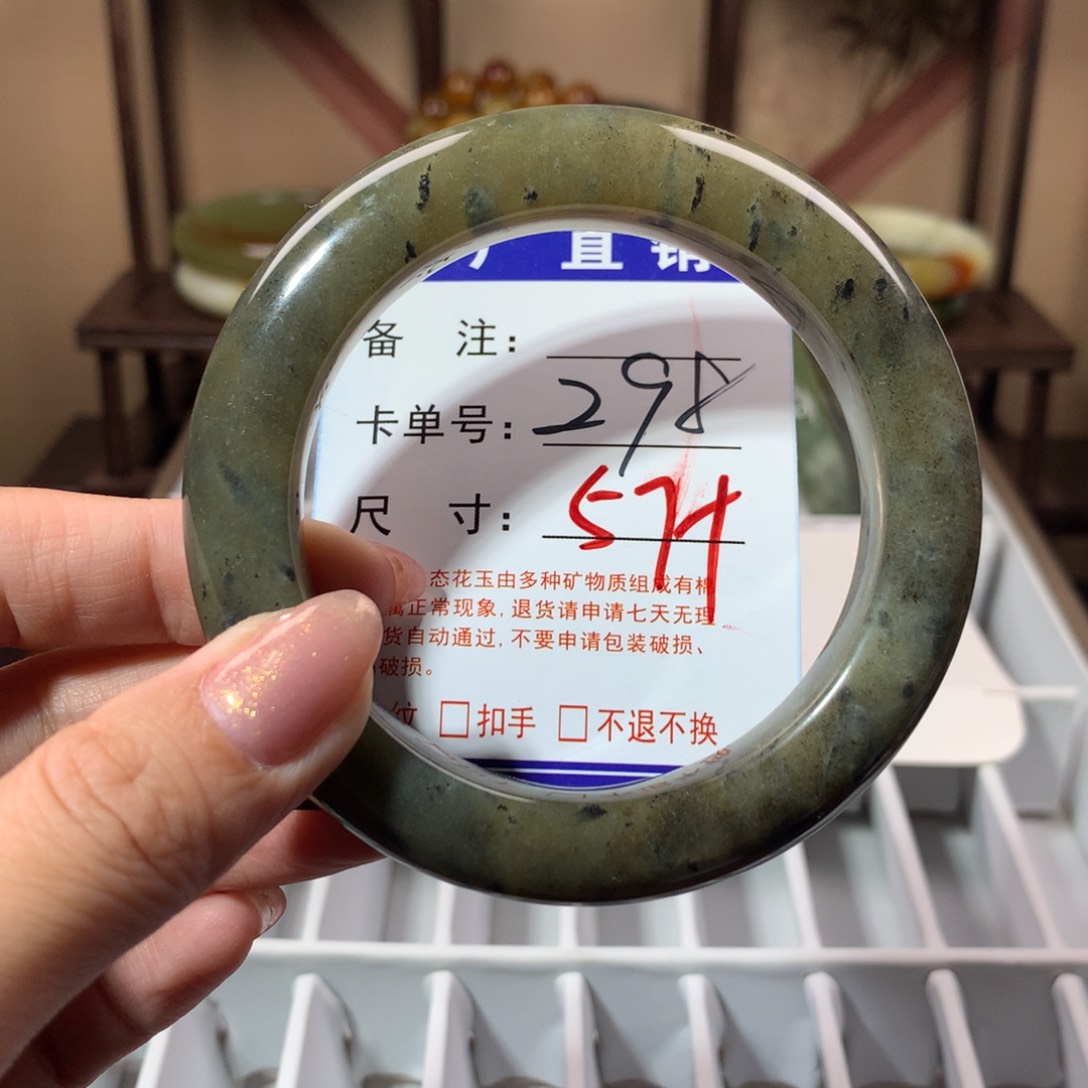 厂直销
备 注:
卡单号: 298
尺 寸: 574
态花玉由多种矿物质组成有棉
属正常现象,退货请申请七天无理
货自动通过,不要申请包装破损、
破损。
纹 □扣手 □不退不换